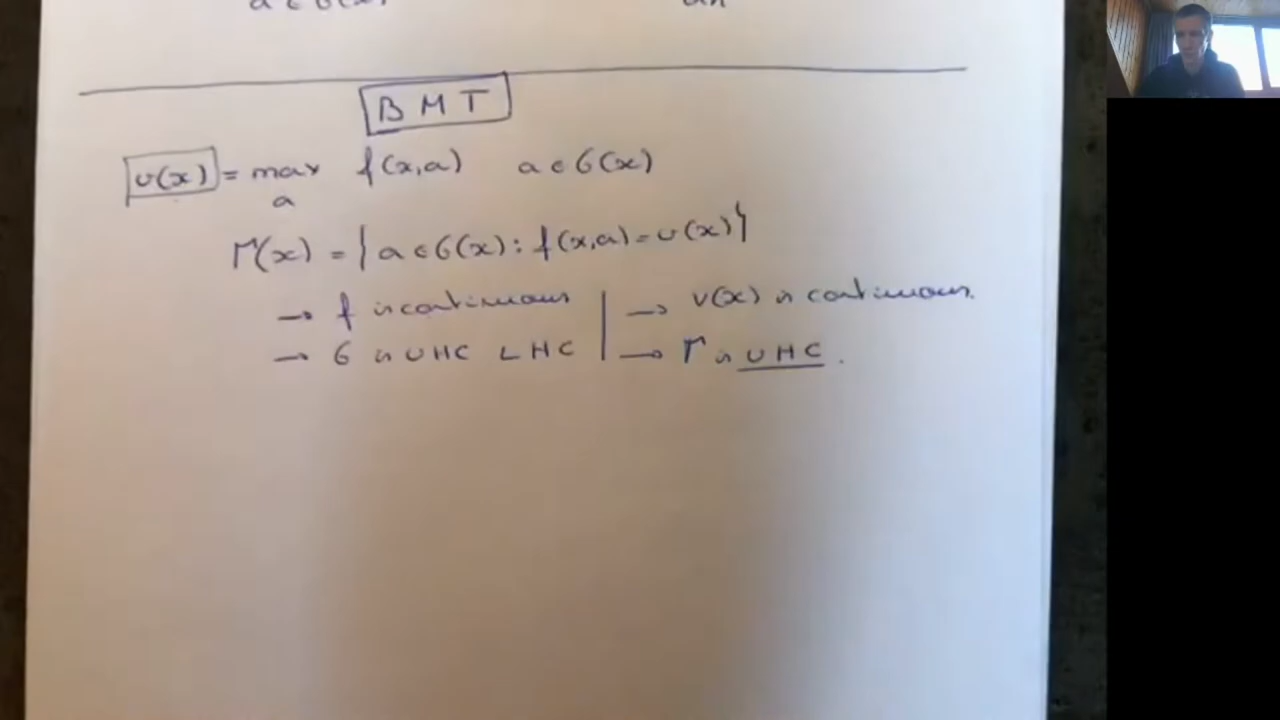 a ∈ G(x)
BMT
v(x) = max f(x,a) a ∈ G(x)
a
Γ(x) = { a ∈ G(x) : f(x,a) = v(x) }
→ f is continuous | → v(x) is continuous.
→ G is UHC LHC | → Γ is UHC.